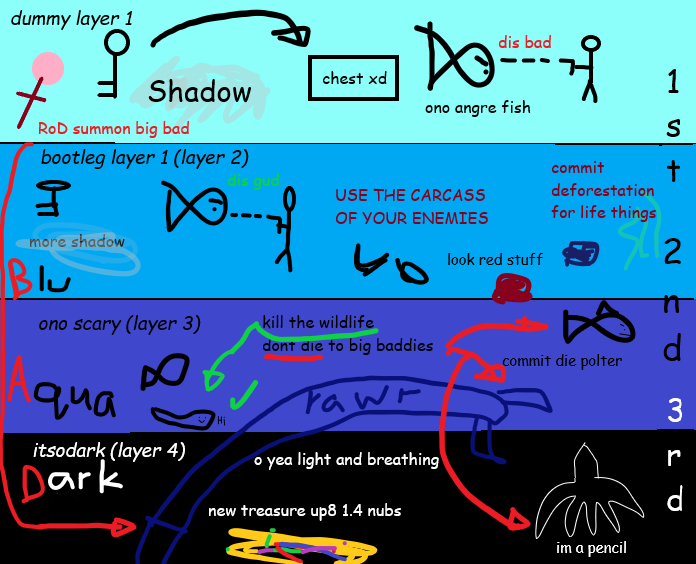 dummy layer 1
Shadow
chest xd
dis bad
ono angre fish
RoD summon big bad
bootleg layer 1 (layer 2)
dis gud
more shadow
Blu
USE THE CARCASS
OF YOUR ENEMIES
commit
deforestation
for life things
look red stuff
ono scary (layer 3)
kill the wildlife
dont die to big baddies
commit die polter
Aqua
Hi
rawr
itsodark (layer 4)
Dark
o yea light and breathing
new treasure up8 1.4 nubs
im a pencil
1
s
t
2
n
d
3
r
d